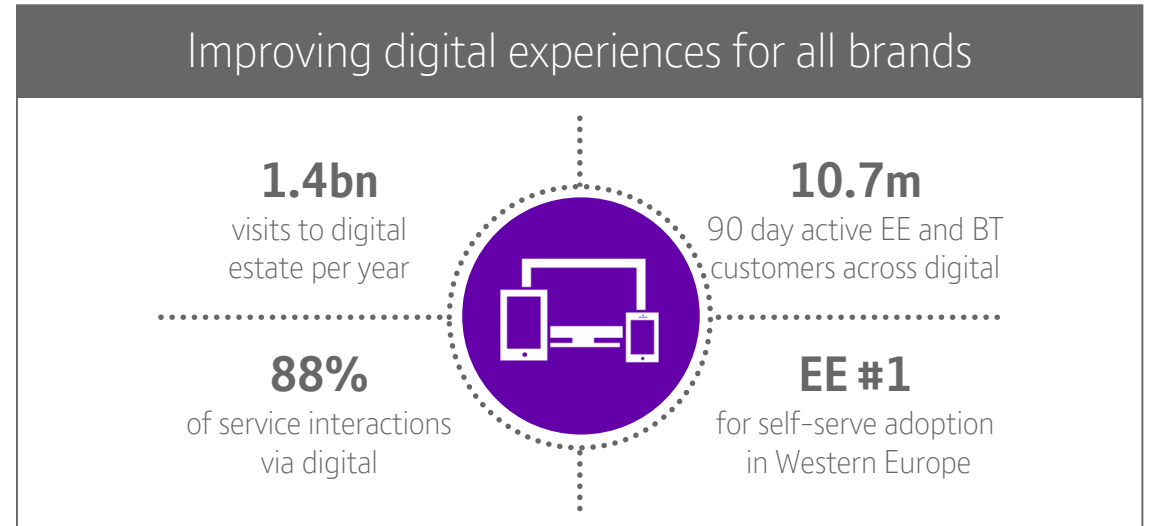 Improving digital experiences for all brands
1.4bn
visits to digital
estate per year
10.7m
90 day active EE and BT
customers across digital
88%
of service interactions
via digital
EE #1
for self-serve adoption
in Western Europe